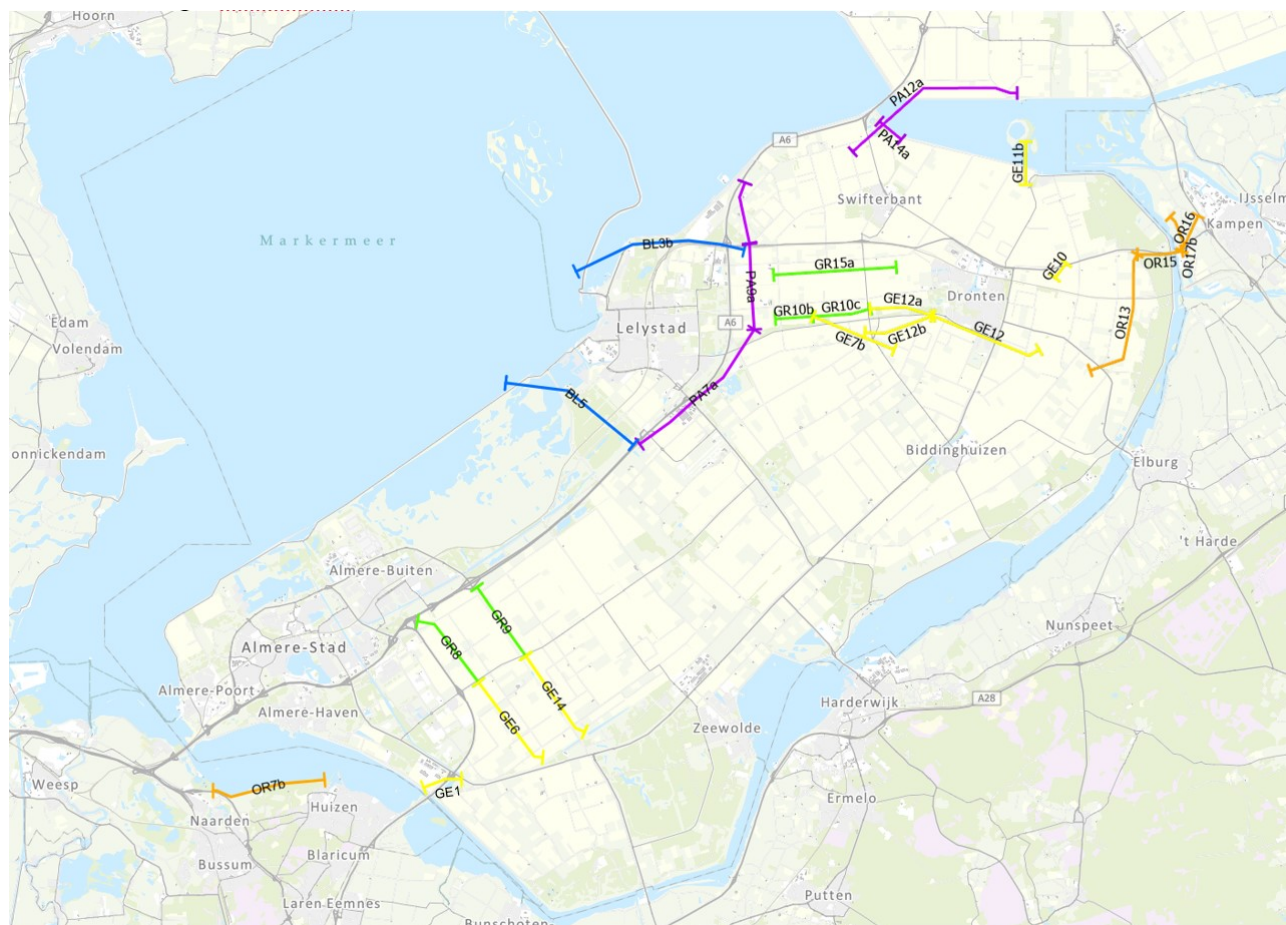 Hoorn
PA12a
A6
PA14a
GE11b
IJsselm
Swifterbant
OR16
Kampen
Markermeer
BL3b
OR17b
GR15a
GE10
OR15
PA9a
Edam
Dronten
GR10b
GR10c
GE12a
OR13
Lelystad
A6
Volendam
GE7b
GE12b
GE12
PA7a
BL5
onnickendam
Biddinghuizen
Elburg
't Harde
Almere-Buiten
GR9
Nunspeet
GR8
Almere-Stad
Almere-Poort
GE14
Harderwijk
A28
Almere-Haven
GE6
Zeewolde
Weesp
OR7b
GE1
Huizen
Ermelo
Naarden
Blaricum
Bussum
Laren
Eemnes
Putten
Bunschoten-